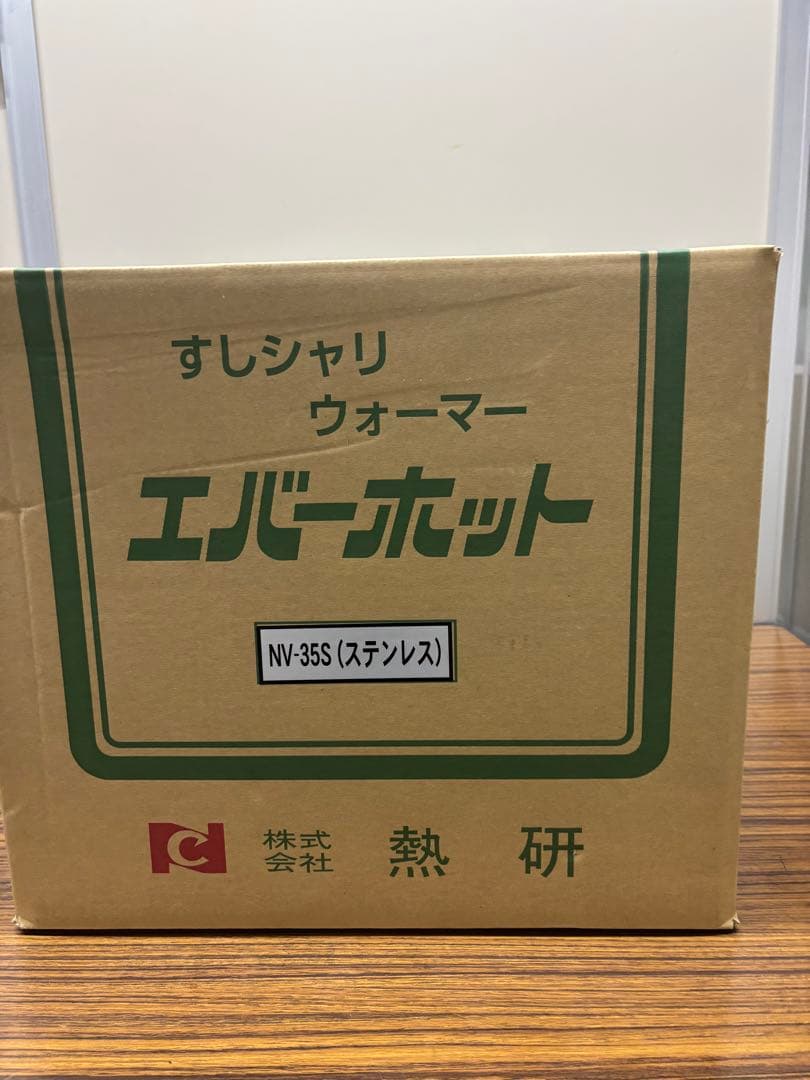 すしシャリ
ウォーマー
エバーホット
NV-35S(ステンレス)
株式
会社
熱研